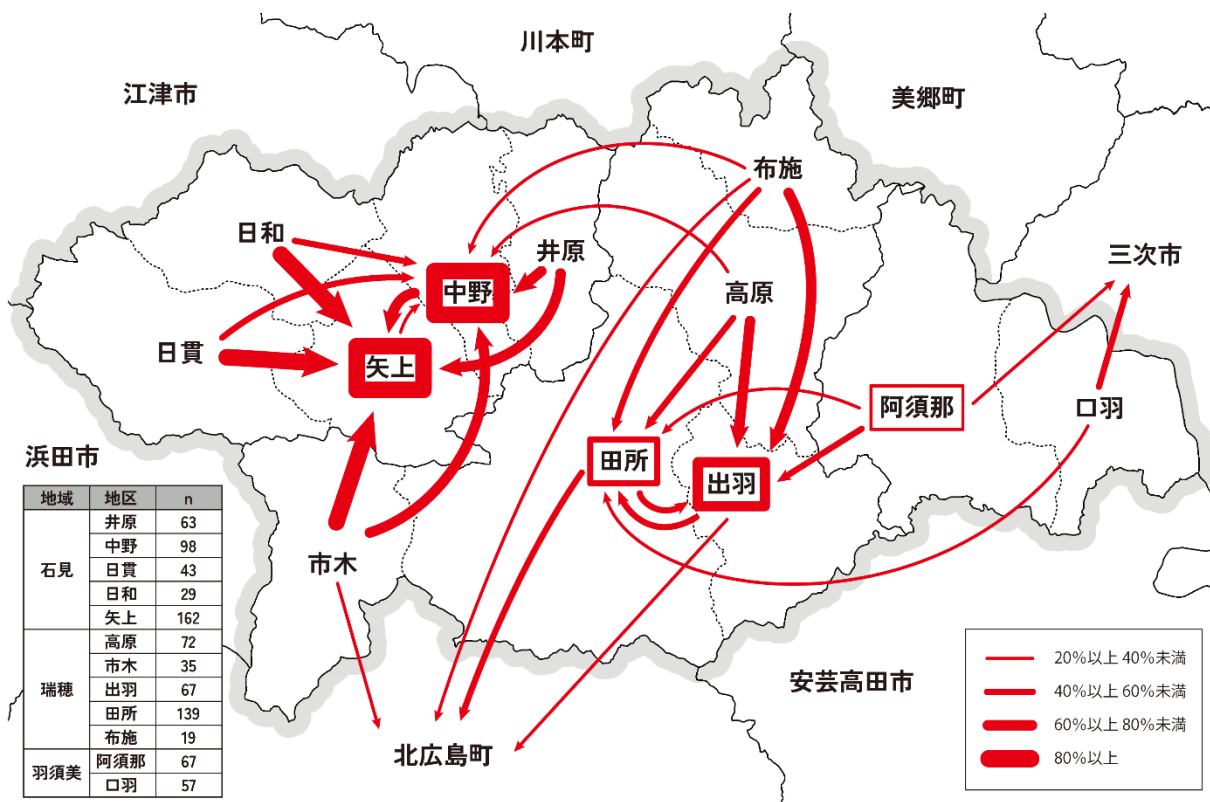 川本町
江津市
美郷町
布施
日和
井原
三次市
中野
高原
日貫
矢上
阿須那
口羽
浜田市
田所
出羽
市木
安芸高田市
北広島町
地域 地区 n
石見 井原 63
中野 98
日貫 43
日和 29
矢上 162
瑞穂 高原 72
市木 35
出羽 67
田所 139
布施 19
羽須美 阿須那 67
口羽 57
20%以上 40%未満
40%以上 60%未満
60%以上 80%未満
80%以上